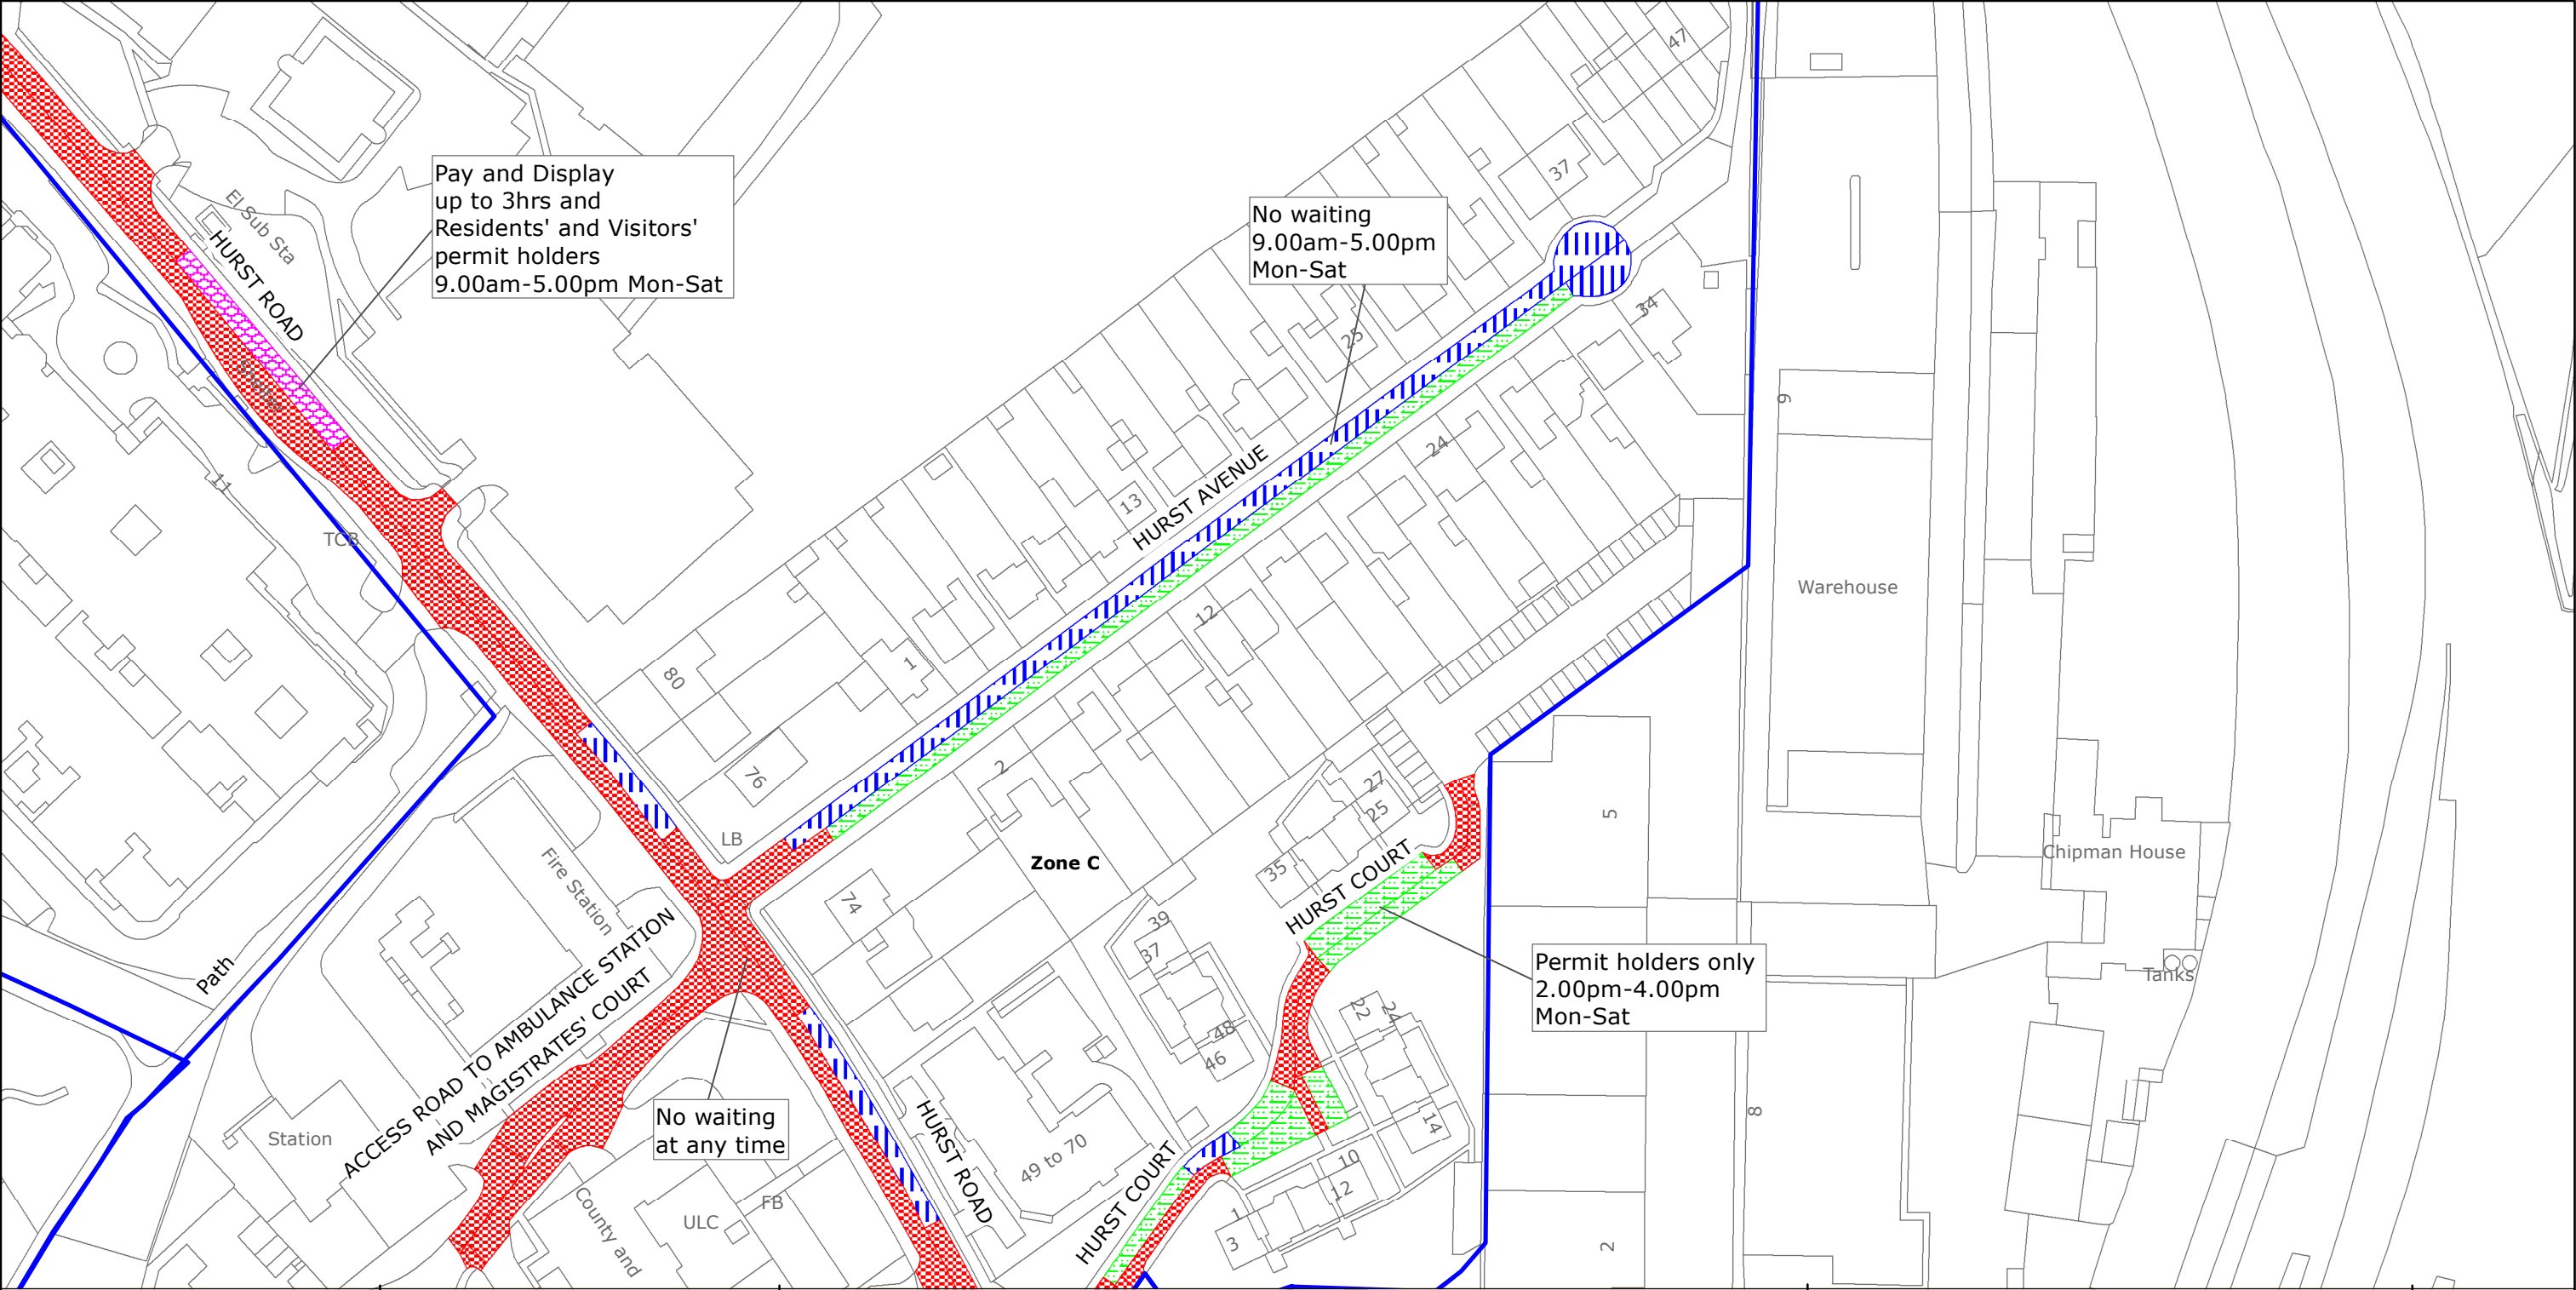 47
Pay and Display
up to 3hrs and
Residents' and Visitors'
permit holders
9.00am-5.00pm Mon-Sat
No waiting
9.00am-5.00pm
Mon-Sat
37
El Sub Sta
HURST ROAD
34
25
9
24
11
13
HURST AVENUE
TCB
Warehouse
12
1
80
2
76
27
25
5
LB
Zone C
35
HURST COURT
Chipman House
74
Fire Station
39
37
Path
ACCESS ROAD TO AMBULANCE STATION
AND MAGISTRATES' COURT
Permit holders only
2.00pm-4.00pm
Mon-Sat
Tanks
22
24
48
46
No waiting
at any time
8
14
Station
49 to 70
HURST ROAD
HURST COURT
10
12
FB
ULC
County and
1
3
2